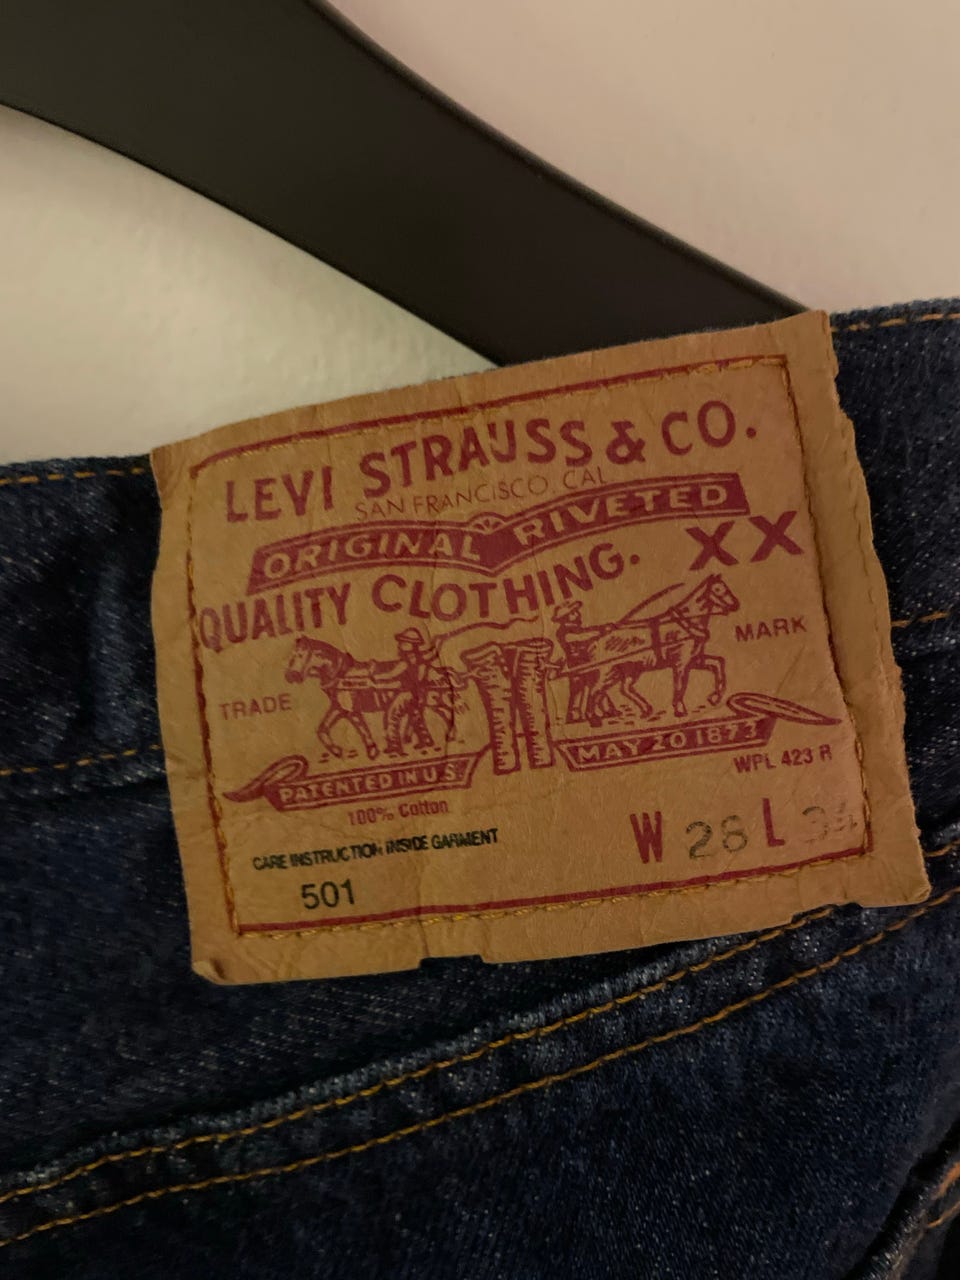 LEVI STRAUSS & CO.
SAN FRANCISCO, CAL
ORIGINAL RIVETED
QUALITY CLOTHING. XX
TRADE MARK
PATENTED IN U.S. MAY 20 1873
WPL 423 R
100% Cotton
CARE INSTRUCTION INSIDE GARMENT
W 28 L
501